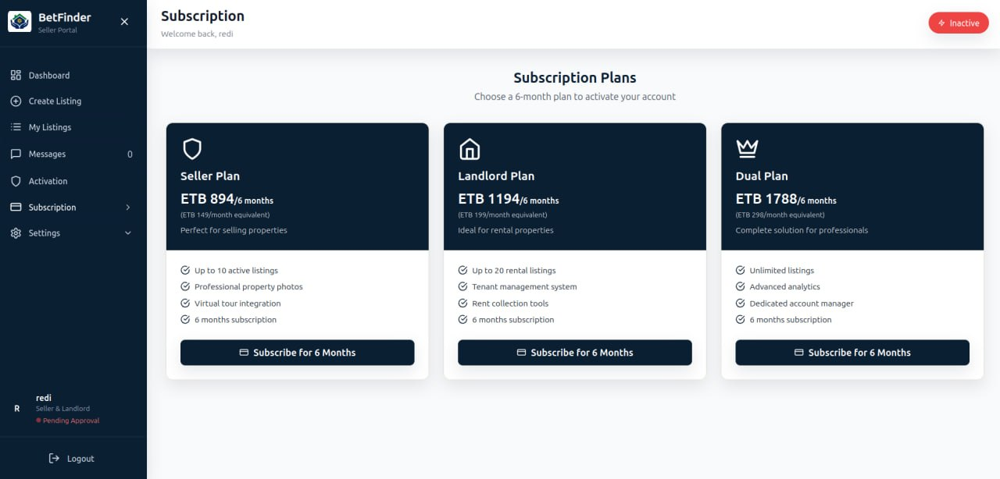 BetFinder
Seller Portal
Dashboard
Create Listing
My Listings
Messages 0
Activation
Subscription
Settings
R
redi
Seller & Landlord
Pending Approval
Logout
Subscription
Welcome back, redi
Inactive
Subscription Plans
Choose a 6-month plan to activate your account
Seller Plan
ETB 894/6 months
(ETB 149/month equivalent)
Perfect for selling properties
Up to 10 active listings
Professional property photos
Virtual tour integration
6 months subscription
Subscribe for 6 Months
Landlord Plan
ETB 1194/6 months
(ETB 199/month equivalent)
Ideal for rental properties
Up to 20 rental listings
Tenant management system
Rent collection tools
6 months subscription
Subscribe for 6 Months
Dual Plan
ETB 1788/6 months
(ETB 298/month equivalent)
Complete solution for professionals
Unlimited listings
Advanced analytics
Dedicated account manager
6 months subscription
Subscribe for 6 Months